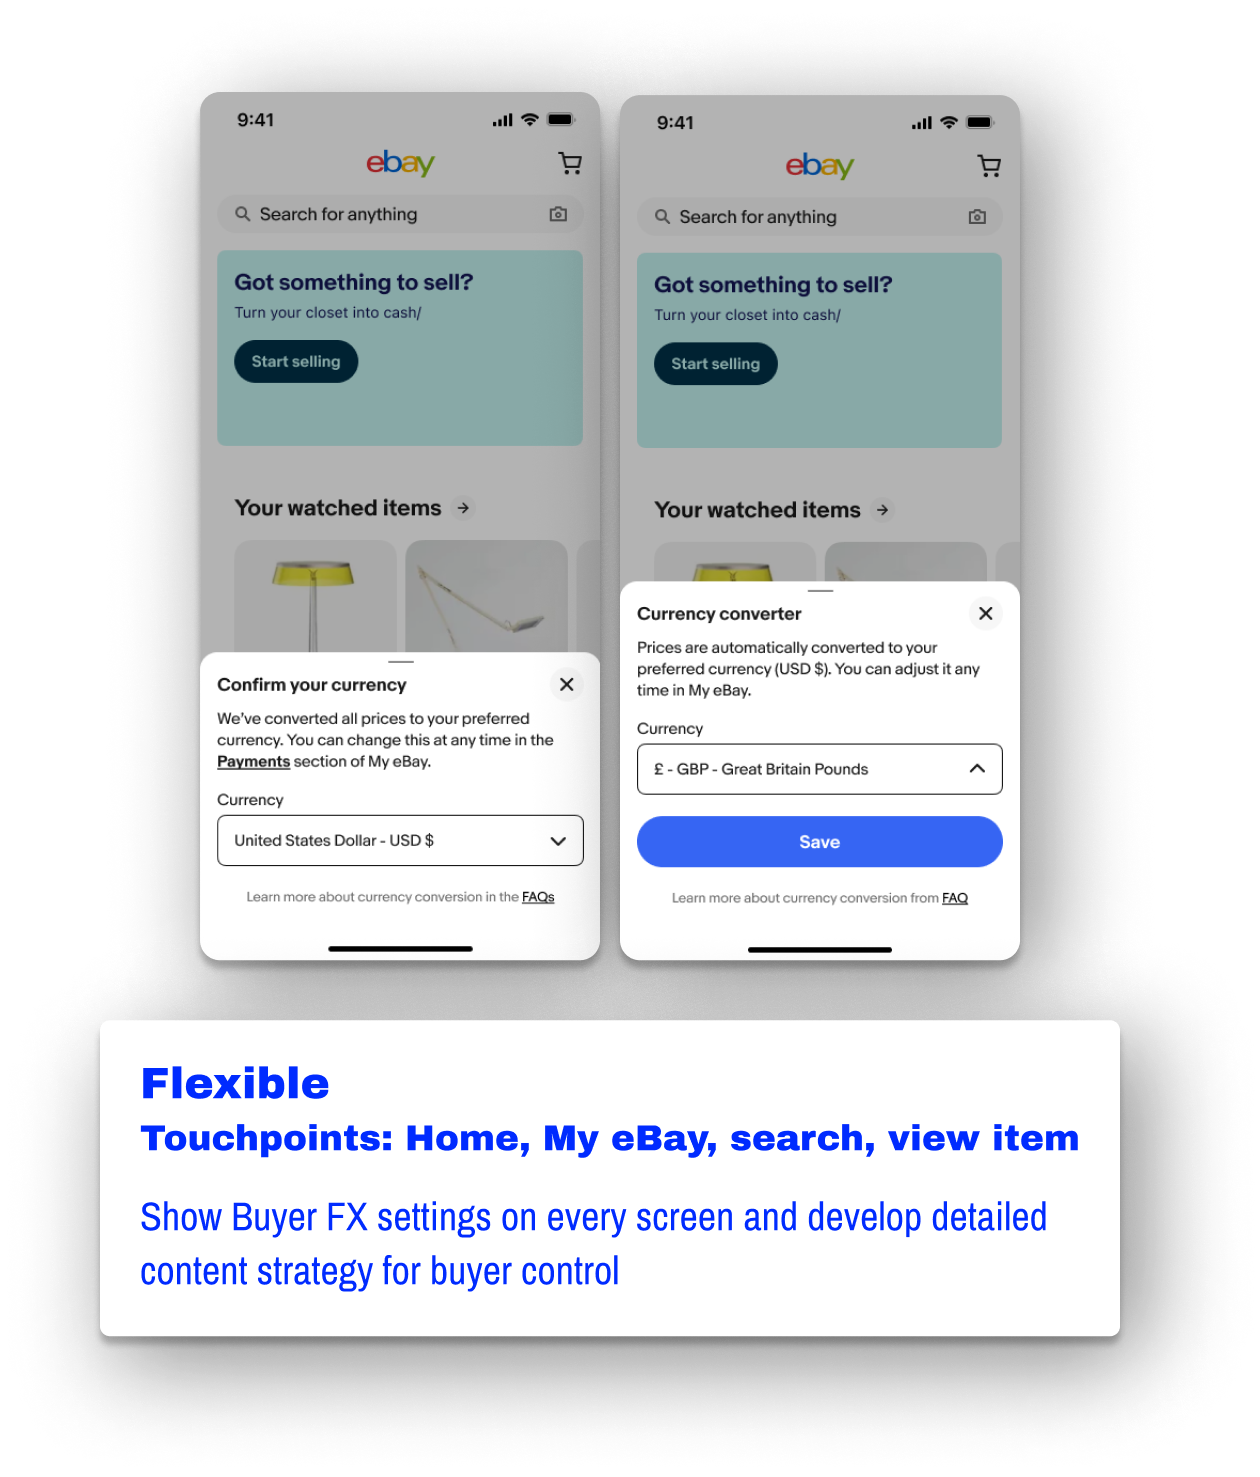 9:41
ebay
Search for anything
Got something to sell?
Turn your closet into cash/
Start selling
Your watched items
Confirm your currency
We've converted all prices to your preferred
currency. You can change this at any time in the
Payments section of My eBay.
Currency
United States Dollar - USD $
Learn more about currency conversion in the FAQs
9:41
ebay
Search for anything
Got something to sell?
Turn your closet into cash/
Start selling
Your watched items
Currency converter
Prices are automatically converted to your
preferred currency (USD $). You can adjust it any
time in My eBay.
Currency
£ - GBP - Great Britain Pounds
Save
Learn more about currency conversion from FAQ
Flexible
Touchpoints: Home, My eBay, search, view item
Show Buyer FX settings on every screen and develop detailed
content strategy for buyer control